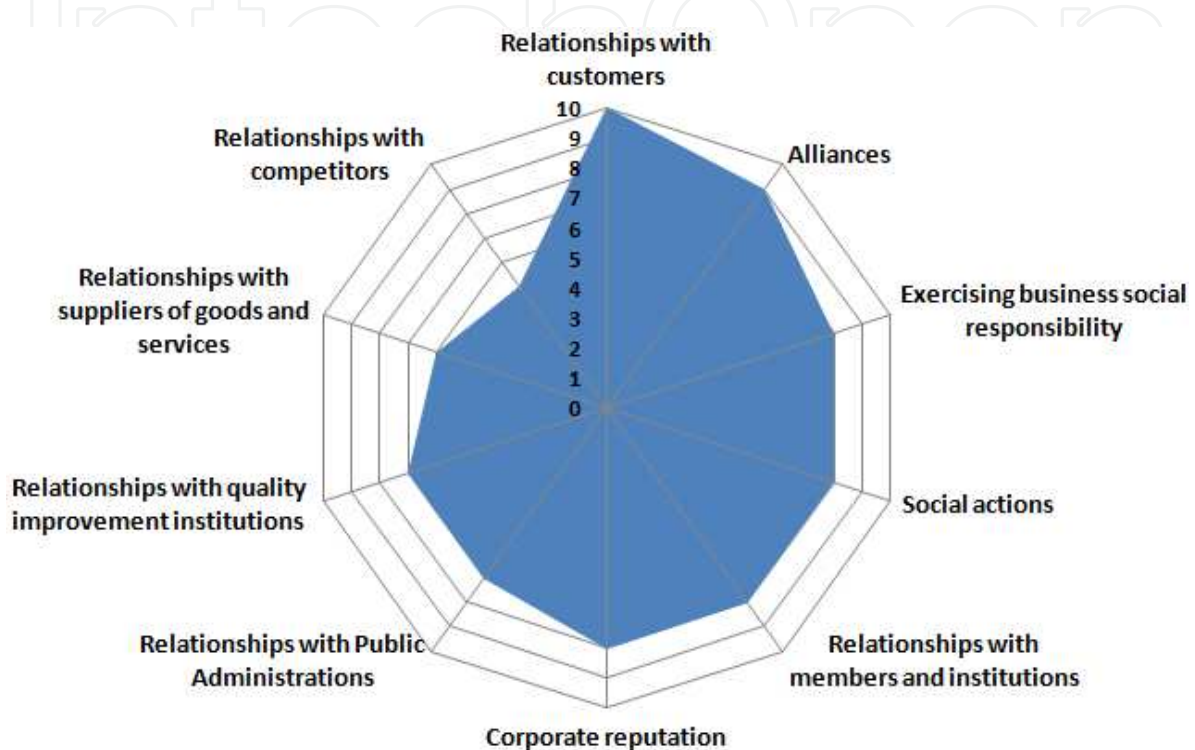 IntechOpen
Relationships with
customers
10
9
8
7
6
5
4
3
2
1
0
Alliances
Exercising business social
responsibility
Social actions
Relationships with
members and institutions
Corporate reputation
Relationships with Public
Administrations
Relationships with quality
improvement institutions
Relationships with
suppliers of goods and
services
Relationships with
competitors